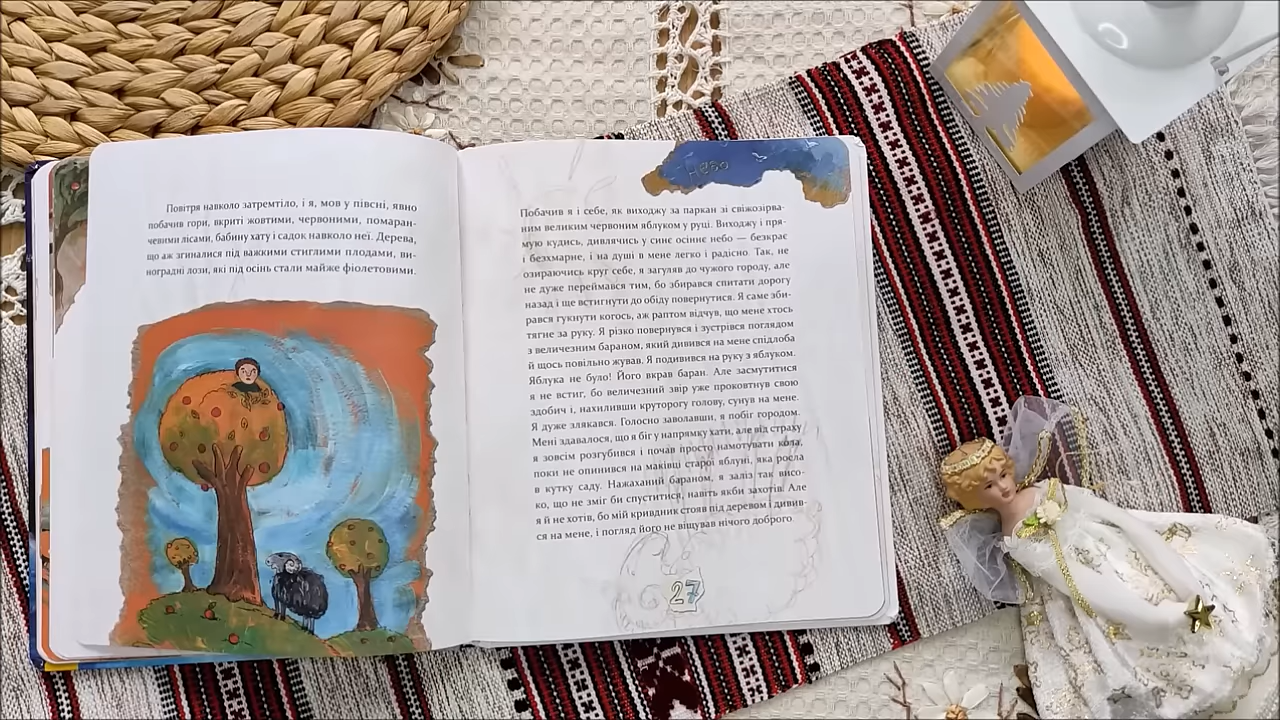 Повітря навколо затремтіло, і я, мов у півсні, явно
побачив гори, вкриті жовтими, червоними, помаран-
чевими лісами, бабину хату і садок навколо неї. Дерева,
що аж згиналися під важкими стиглими плодами, ви-
ноградні лози, які під осінь стали майже фіолетовими.
Небо
Побачив я і себе, як виходжу за паркан зі свіжозірва-
ним великим червоним яблуком у руці. Виходжу і пря-
мую кудись, дивлячись у синє осіннє небо — безкрає
і безхмарне, і на душі в мене легко і радісно. Так, не
озираючись круг себе, я загуляв до чужого городу, але
не дуже переймався тим, бо збирався спитати дорогу
назад і ще встигнути до обіду повернутися. Я саме зби-
рався гукнути когось, аж раптом відчув, що мене хтось
тягне за руку. Я різко повернувся і зустрівся поглядом
з величезним бараном, який дивився на мене спідлоба
й щось повільно жував. Я подивився на руку з яблуком.
Яблука не було! Його вкрав баран. Але засмутитися
я не встиг, бо величезний звір уже проковтнув свою
здобич і, нахиливши круторогу голову, сунув на мене.
Я дуже злякався. Голосно заволавши, я побіг городом.
Мені здавалося, що я біг у напрямку хати, але від страху
я зовсім розгубився і почав просто намотувати кола,
поки не опинився на маківці старої яблуні, яка росла
в кутку саду. Нажаханий бараном, я заліз так висо-
ко, що не зміг би спуститися, навіть якби захотів. Але
я й не хотів, бо мій кривдник стояв під деревом і дивив-
ся на мене, і погляд його не віщував нічого доброго.
27